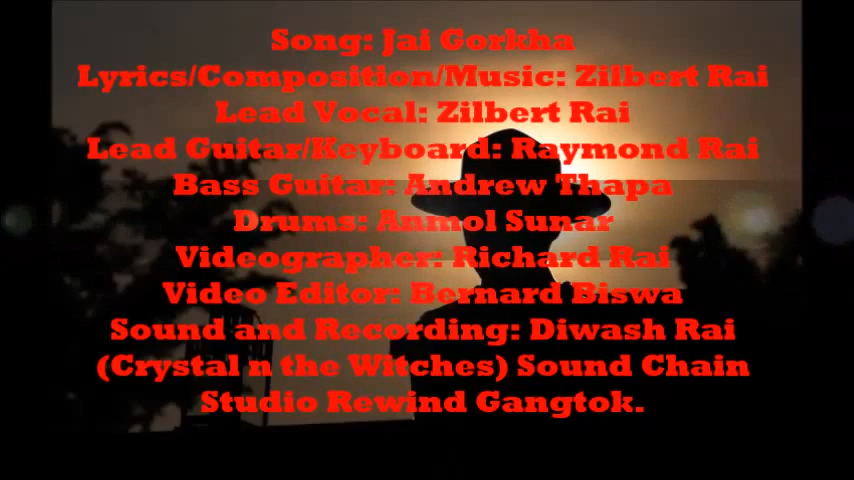 Song: Jai Gorkha
Lyrics/Composition/Music: Zilbert Rai
Lead Vocal: Zilbert Rai
Lead Guitar/Keyboard: Raymond Rai
Bass Guitar: Andrew Thapa
Drums: Anmol Sunar
Videographer: Richard Rai
Video Editor: Bernard Biswa
Sound and Recording: Diwash Rai
(Crystal n the Witches) Sound Chain
Studio Rewind Gangtok.